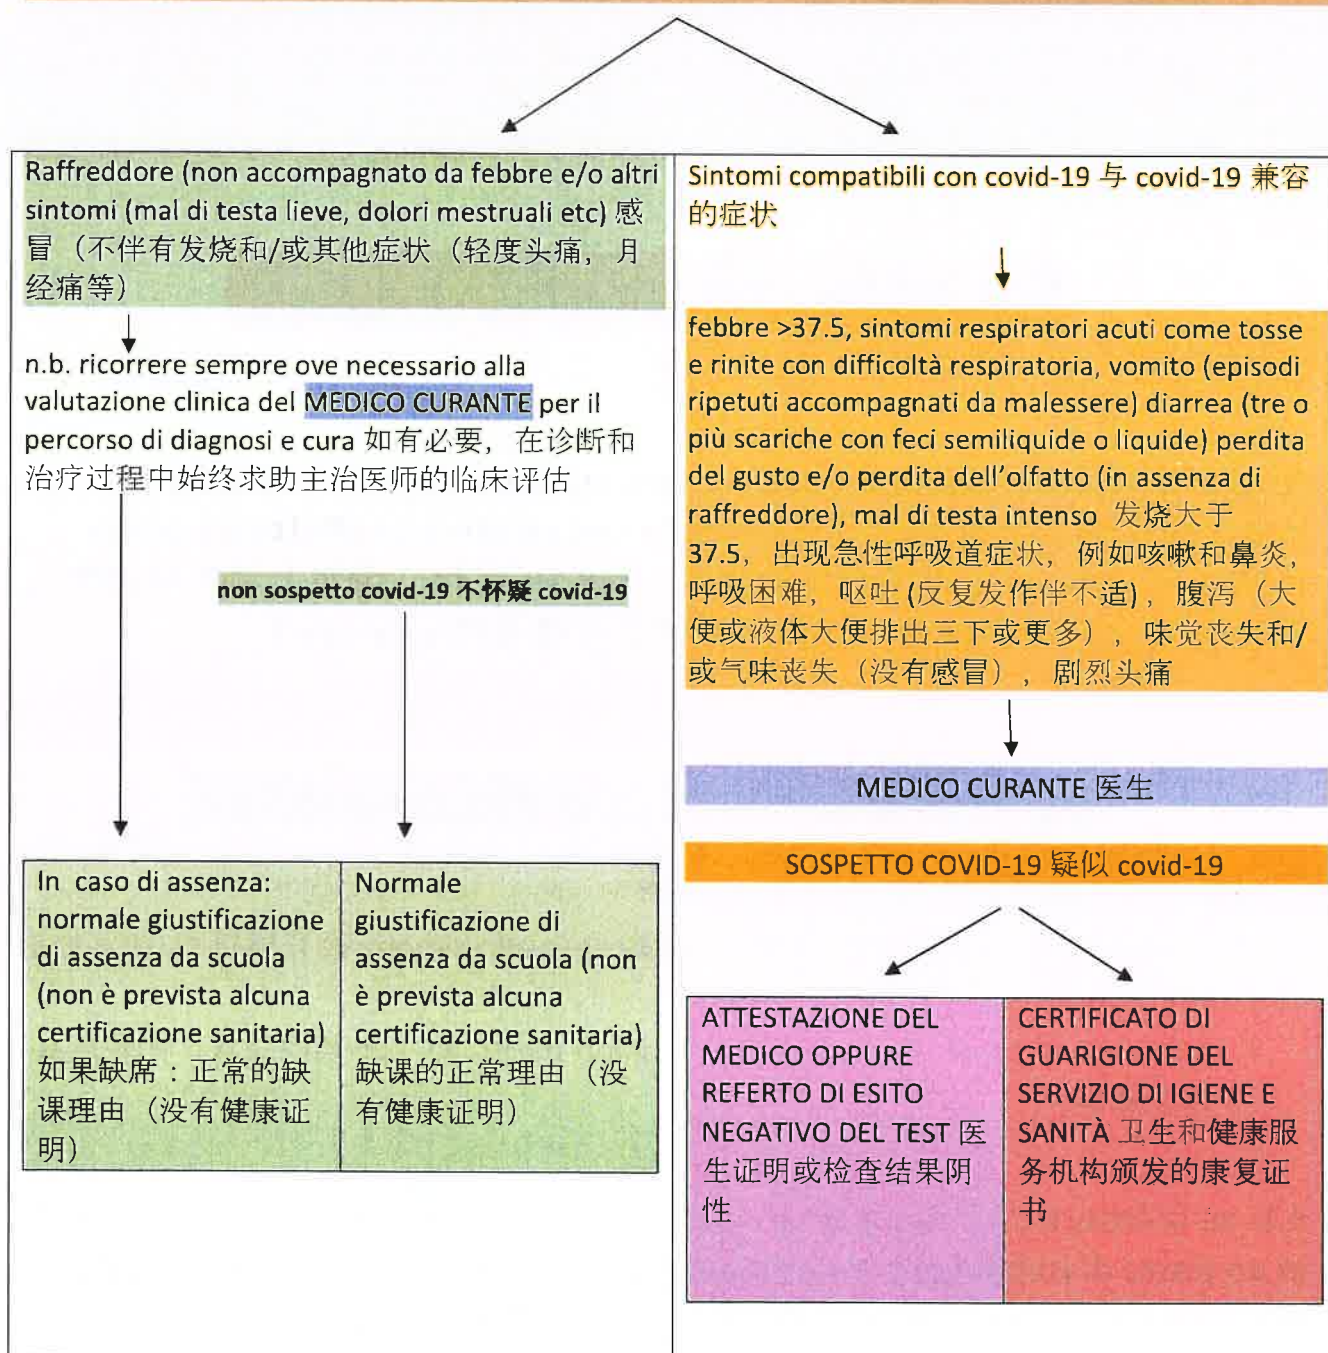 Raffreddore (non accompagnato da febbre e/o altri
sintomi (mal di testa lieve, dolori mestruali etc) 感
冒（不伴有发烧和/或其他症状（轻度头痛，月
经痛等）
n.b. ricorrere sempre ove necessario alla
valutazione clinica del MEDICO CURANTE per il
percorso di diagnosi e cura 如有必要，在诊断和
治疗过程中始终求助主治医师的临床评估
non sospetto covid-19 不怀疑 covid-19
In caso di assenza:
normale giustificazione
di assenza da scuola
(non è prevista alcuna
certificazione sanitaria)
如果缺席：正常的缺
课理由（没有健康证
明）
Normale
giustificazione di
assenza da scuola (non
è prevista alcuna
certificazione sanitaria)
缺课的正常理由（没
有健康证明）
Sintomi compatibili con covid-19 与 covid-19 兼容
的症状
febbre >37.5, sintomi respiratori acuti come tosse
e rinite con difficoltà respiratoria, vomito (episodi
ripetuti accompagnati da malessere) diarrea (tre o
più scariche con feci semiliquide o liquide) perdita
del gusto e/o perdita dell'olfatto (in assenza di
raffreddore), mal di testa intenso 发烧大于
37.5，出现急性呼吸道症状，例如咳嗽和鼻炎，
呼吸困难，呕吐 (反复发作伴不适)，腹泻（大
便或液体大便排出三下或更多），味觉丧失和/
或气味丧失（没有感冒），剧烈头痛
MEDICO CURANTE 医生
SOSPETTO COVID-19 疑似 covid-19
ATTESTAZIONE DEL
MEDICO OPPURE
REFERTO DI ESITO
NEGATIVO DEL TEST 医
生证明或检查结果阴
性
CERTIFICATO DI
GUARIGIONE DEL
SERVIZIO DI IGIENE E
SANITÀ 卫生和健康服
务机构颁发的康复证
书